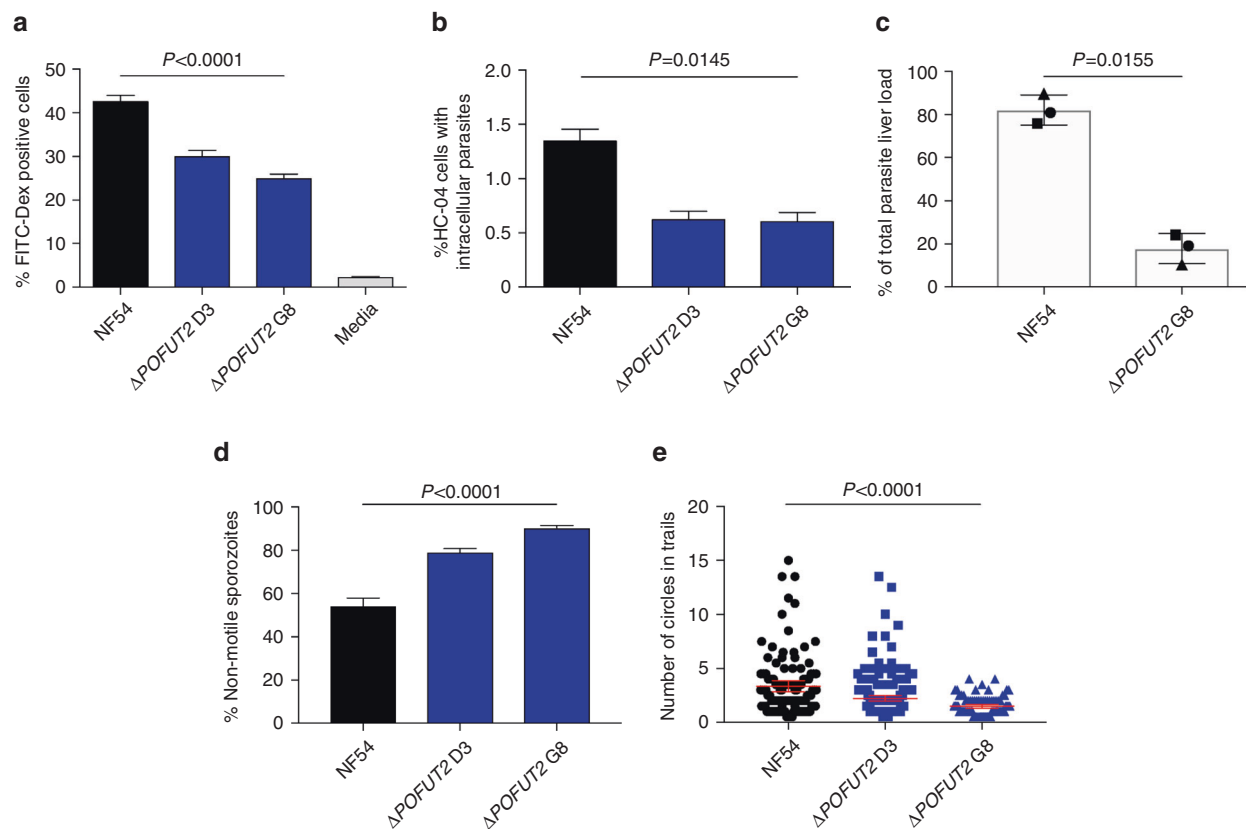 a
P<0.0001
% FITC-Dex positive cells
50
40
30
20
10
0
NF54
ΔPOFUT2 D3
ΔPOFUT2 G8
Media
b
P=0.0145
%HC-04 cells with
intracellular parasites
2.0
1.5
1.0
0.5
0
NF54
ΔPOFUT2 D3
ΔPOFUT2 G8
c
P=0.0155
% of total parasite liver load
100
80
60
40
20
0
NF54
ΔPOFUT2 G8
d
P<0.0001
% Non-motile sporozoites
100
80
60
40
20
0
NF54
ΔPOFUT2 D3
ΔPOFUT2 G8
e
P<0.0001
Number of circles in trails
20
15
10
5
0
NF54
ΔPOFUT2 D3
ΔPOFUT2 G8